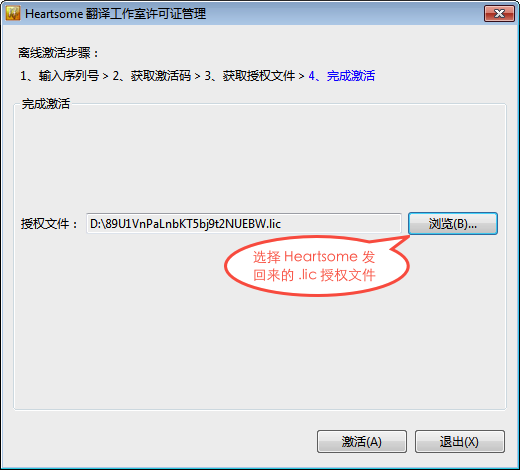 Heartsome 翻译工作室许可证管理
离线激活步骤：
1、输入序列号 > 2、获取激活码 > 3、获取授权文件 > 4、完成激活
完成激活
授权文件： D:\89U1VnPaLnbKT5bj9t2NUEBW.lic 浏览(B)...
选择 Heartsome 发
回来的 .lic 授权文件
激活(A) 退出(X)